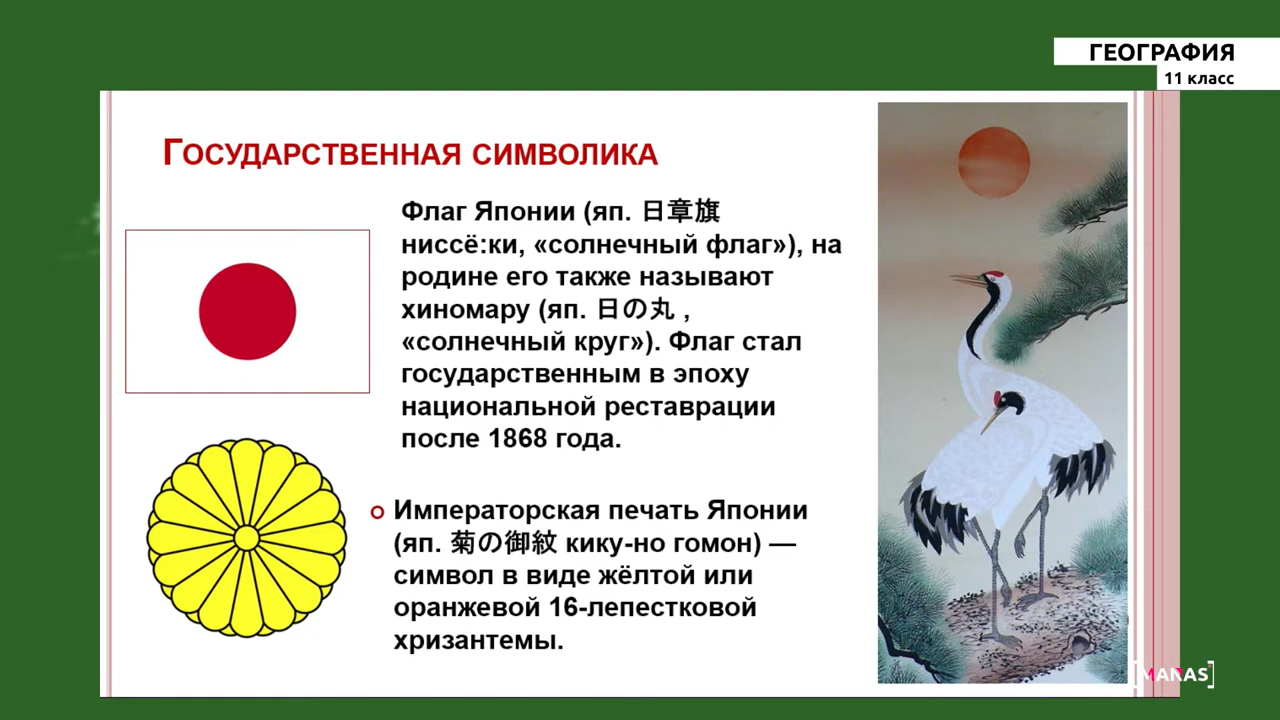 ГЕОГРАФИЯ
11 класс
Государственная символика
Флаг Японии (яп. 日章旗
ниссё:ки, «солнечный флаг»), на
родине его также называют
хиномару (яп. 日の丸 ,
«солнечный круг»). Флаг стал
государственным в эпоху
национальной реставрации
после 1868 года.
Императорская печать Японии
(яп. 菊の御紋 кику-но гомон) —
символ в виде жёлтой или
оранжевой 16-лепестковой
хризантемы.
[MANAS]